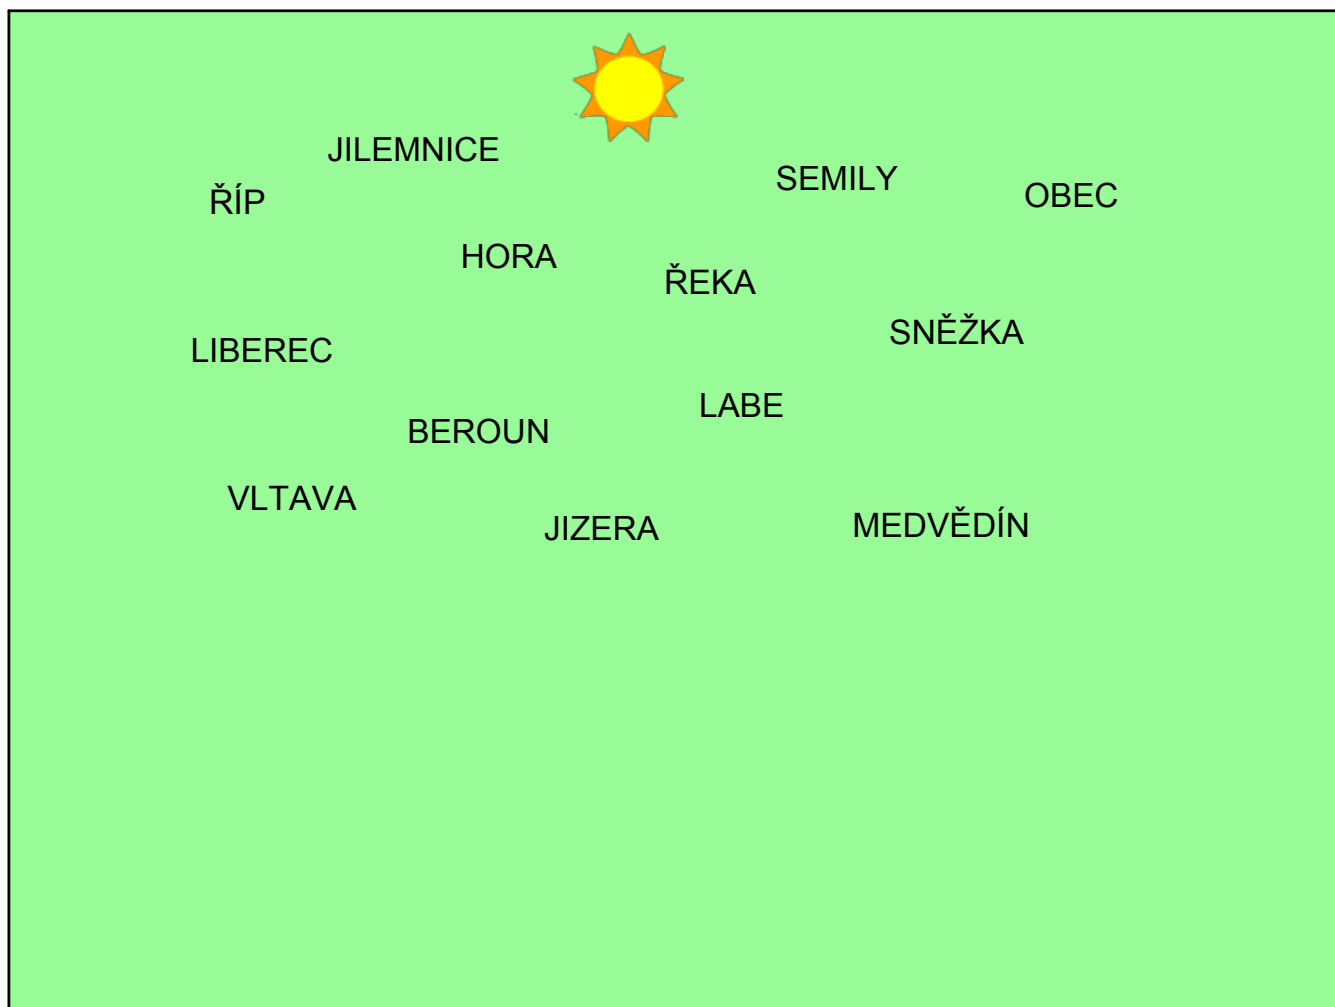 JILEMNICE
SEMILY
OBEC
ŘÍP
HORA
ŘEKA
SNĚŽKA
LIBEREC
LABE
BEROUN
VLTAVA
JIZERA
MEDVĚDÍN